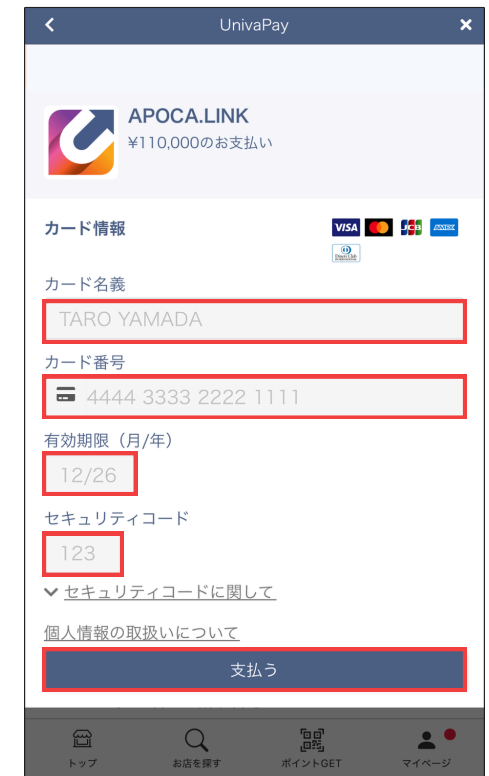 UnivaPay
APOCA.LINK
¥110,000のお支払い
カード情報
VISA
JCB
AMEX
Diners Club
カード名義
TARO YAMADA
カード番号
4444 3333 2222 1111
有効期限（月/年）
12/26
セキュリティコード
123
セキュリティコードに関して
個人情報の取扱いについて
支払う
トップ
お店を探す
ポイントGET
マイページ